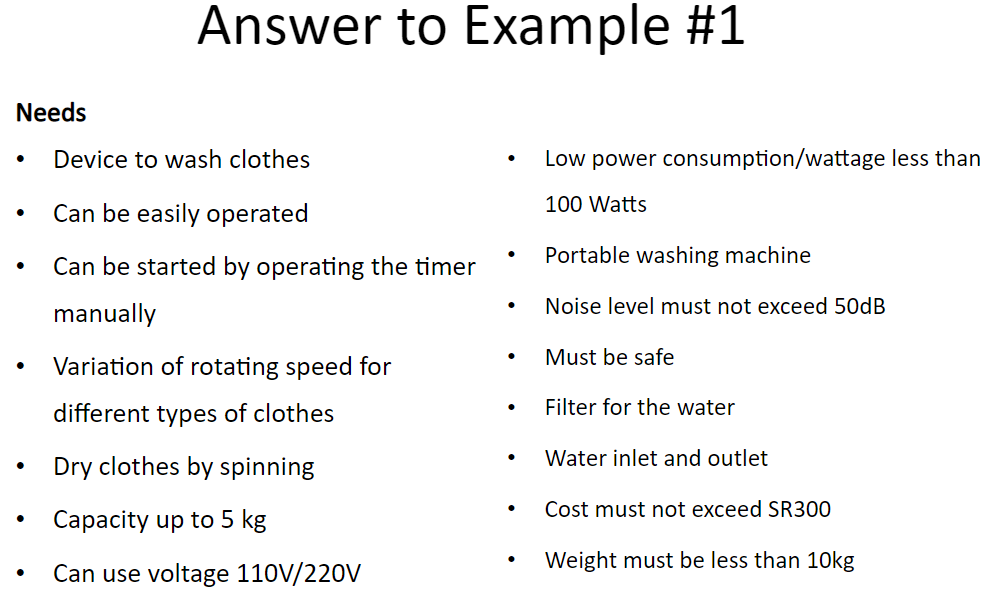 Answer to Example #1
Needs
• Device to wash clothes
• Can be easily operated
• Can be started by operating the timer
manually
• Variation of rotating speed for
different types of clothes
• Dry clothes by spinning
• Capacity up to 5 kg
• Can use voltage 110V/220V
• Low power consumption/wattage less than
100 Watts
• Portable washing machine
• Noise level must not exceed 50dB
• Must be safe
• Filter for the water
• Water inlet and outlet
• Cost must not exceed SR300
• Weight must be less than 10kg